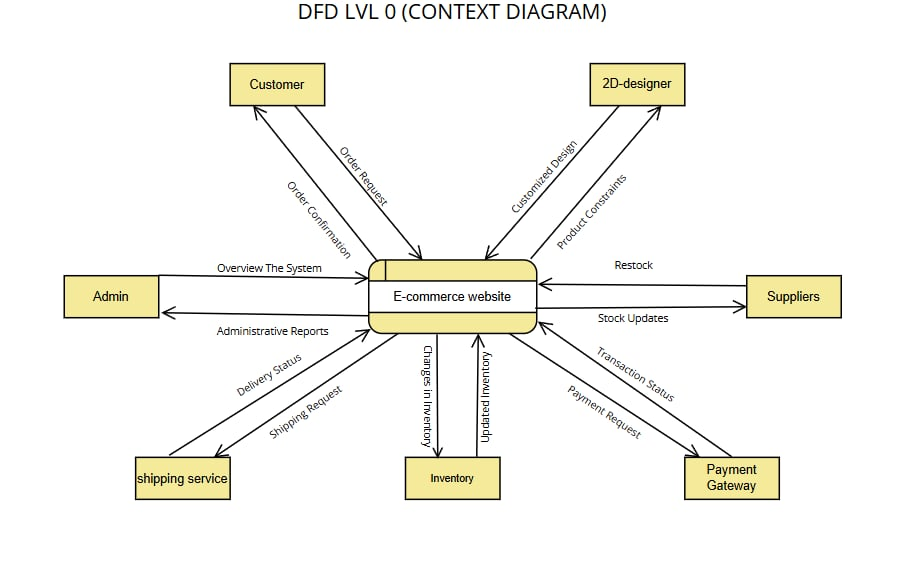 DFD LVL 0 (CONTEXT DIAGRAM)
Customer
2D-designer
Order Request
Order Confirmation
Customized Design
Product Constraints
Overview The System
Restock
Admin
E-commerce website
Suppliers
Administrative Reports
Stock Updates
Delivery Status
Shipping Request
Changes in Inventory
Updated Inventory
Transaction Status
Payment Request
shipping service
Inventory
Payment
Gateway